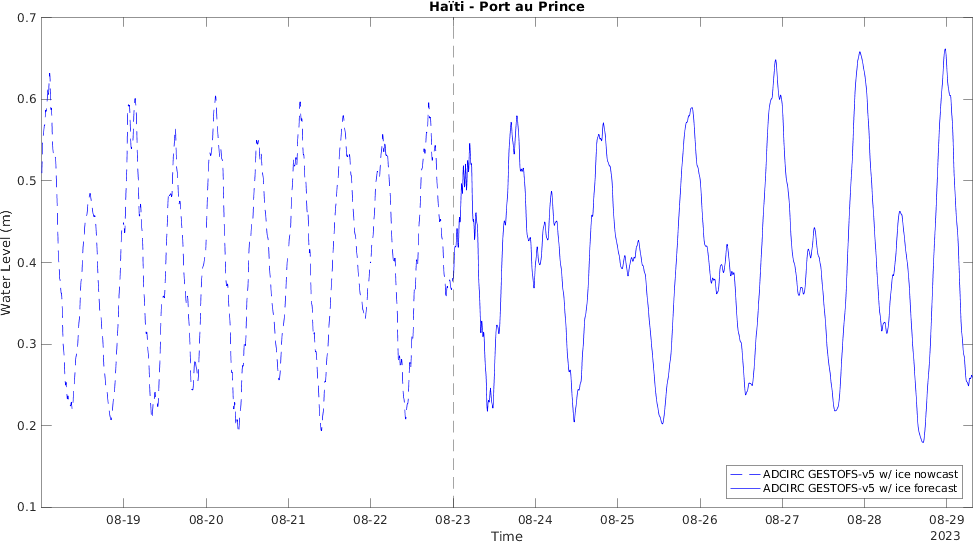 Haïti - Port au Prince
0.7
0.6
0.5
0.4
0.3
0.2
0.1
Water Level (m)
ADCIRC GESTOFS-v5 w/ ice nowcast
ADCIRC GESTOFS-v5 w/ ice forecast
08-19 08-20 08-21 08-22 08-23 08-24 08-25 08-26 08-27 08-28 08-29
Time 2023